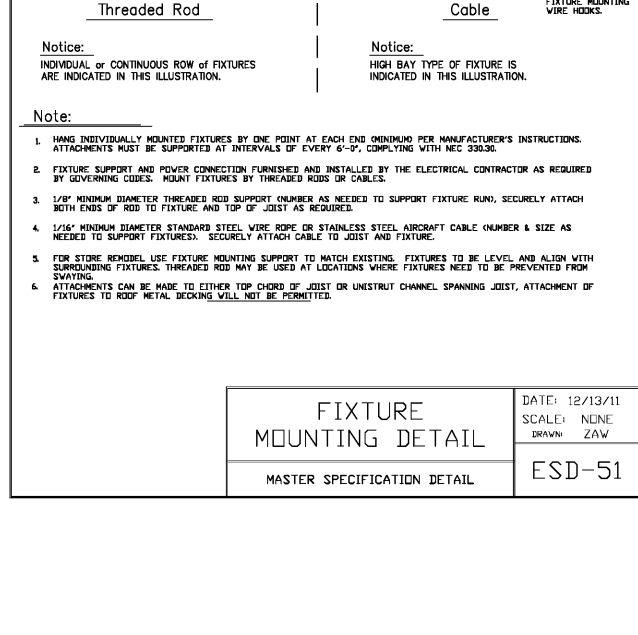 Threaded Rod
Cable
FIXTURE MOUNTING
WIRE HOOKS.
Notice:
INDIVIDUAL or CONTINUOUS ROW of FIXTURES
ARE INDICATED IN THIS ILLUSTRATION.
Notice:
HIGH BAY TYPE OF FIXTURE IS
INDICATED IN THIS ILLUSTRATION.
Note:
1. HANG INDIVIDUALLY MOUNTED FIXTURES BY ONE POINT AT EACH END (MINIMUM) PER MANUFACTURER'S INSTRUCTIONS.
ATTACHMENTS MUST BE SUPPORTED AT INTERVALS OF EVERY 6'-0", COMPLYING WITH NEC 330.30.
2. FIXTURE SUPPORT AND POWER CONNECTION FURNISHED AND INSTALLED BY THE ELECTRICAL CONTRACTOR AS REQUIRED
BY GOVERNING CODES. MOUNT FIXTURES BY THREADED RODS OR CABLES.
3. 1/8" MINIMUM DIAMETER THREADED ROD SUPPORT (NUMBER AS NEEDED TO SUPPORT FIXTURE RUN), SECURELY ATTACH
BOTH ENDS OF ROD TO FIXTURE AND TOP OF JOIST AS REQUIRED.
4. 1/16" MINIMUM DIAMETER STANDARD STEEL WIRE ROPE OR STAINLESS STEEL AIRCRAFT CABLE (NUMBER & SIZE AS
NEEDED TO SUPPORT FIXTURES). SECURELY ATTACH CABLE TO JOIST AND FIXTURE.
5. FOR STORE REMODEL USE FIXTURE MOUNTING SUPPORT TO MATCH EXISTING. FIXTURES TO BE LEVEL AND ALIGN WITH
SURROUNDING FIXTURES. THREADED ROD MAY BE USED AT LOCATIONS WHERE FIXTURES NEED TO BE PREVENTED FROM
SWAYING.
6. ATTACHMENTS CAN BE MADE TO EITHER TOP CHORD OF JOIST OR UNISTRUT CHANNEL SPANNING JOIST, ATTACHMENT OF
FIXTURES TO ROOF METAL DECKING WILL NOT BE PERMITTED.
FIXTURE
MOUNTING DETAIL
MASTER SPECIFICATION DETAIL
DATE: 12/13/11
SCALE: NONE
DRAWN: ZAW
ESD-51